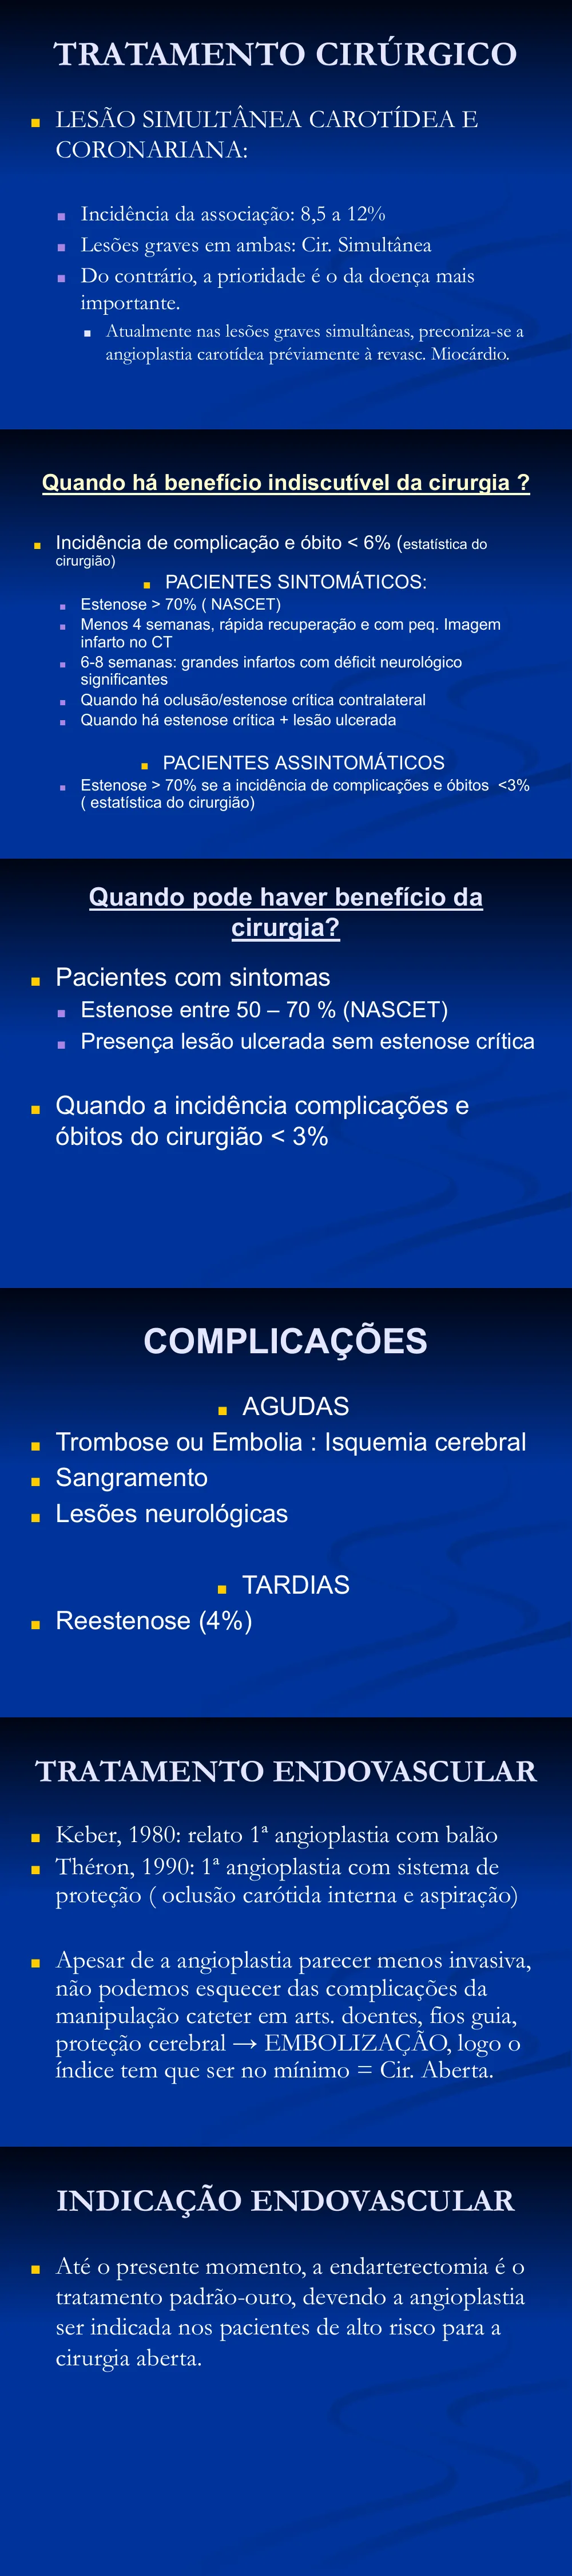 TRATAMENTO CIRÚRGICO
LESÃO SIMULTÂNEA CAROTÍDEA E
CORONARIANA:
Incidência da associação: 8,5 a 12%
Lesões graves em ambas: Cir. Simultânea
Do contrário, a prioridade é o da doença mais
importante.
Atualmente nas lesões graves simultâneas, preconiza-se a
angioplastia carotídea préviamente à revasc. Miocárdio.
Quando há benefício indiscutível da cirurgia ?
Incidência de complicação e óbito < 6% (estatística do
cirurgião)
PACIENTES SINTOMÁTICOS:
Estenose > 70% ( NASCET)
Menos 4 semanas, rápida recuperação e com peq. Imagem
infarto no CT
6-8 semanas: grandes infartos com déficit neurológico
significantes
Quando há oclusão/estenose crítica contralateral
Quando há estenose crítica + lesão ulcerada
PACIENTES ASSINTOMÁTICOS
Estenose > 70% se a incidência de complicações e óbitos <3%
( estatística do cirurgião)
Quando pode haver benefício da
cirurgia?
Pacientes com sintomas
Estenose entre 50 – 70 % (NASCET)
Presença lesão ulcerada sem estenose crítica
Quando a incidência complicações e
óbitos do cirurgião < 3%
COMPLICAÇÕES
AGUDAS
Trombose ou Embolia : Isquemia cerebral
Sangramento
Lesões neurológicas
TARDIAS
Reestenose (4%)
TRATAMENTO ENDOVASCULAR
Keber, 1980: relato 1ª angioplastia com balão
Théron, 1990: 1ª angioplastia com sistema de
proteção ( oclusão carótida interna e aspiração)
Apesar de a angioplastia parecer menos invasiva,
não podemos esquecer das complicações da
manipulação cateter em arts. doentes, fios guia,
proteção cerebral → EMBOLIZAÇÃO, logo o
índice tem que ser no mínimo = Cir. Aberta.
INDICAÇÃO ENDOVASCULAR
Até o presente momento, a endarterectomia é o
tratamento padrão-ouro, devendo a angioplastia
ser indicada nos pacientes de alto risco para a
cirurgia aberta.